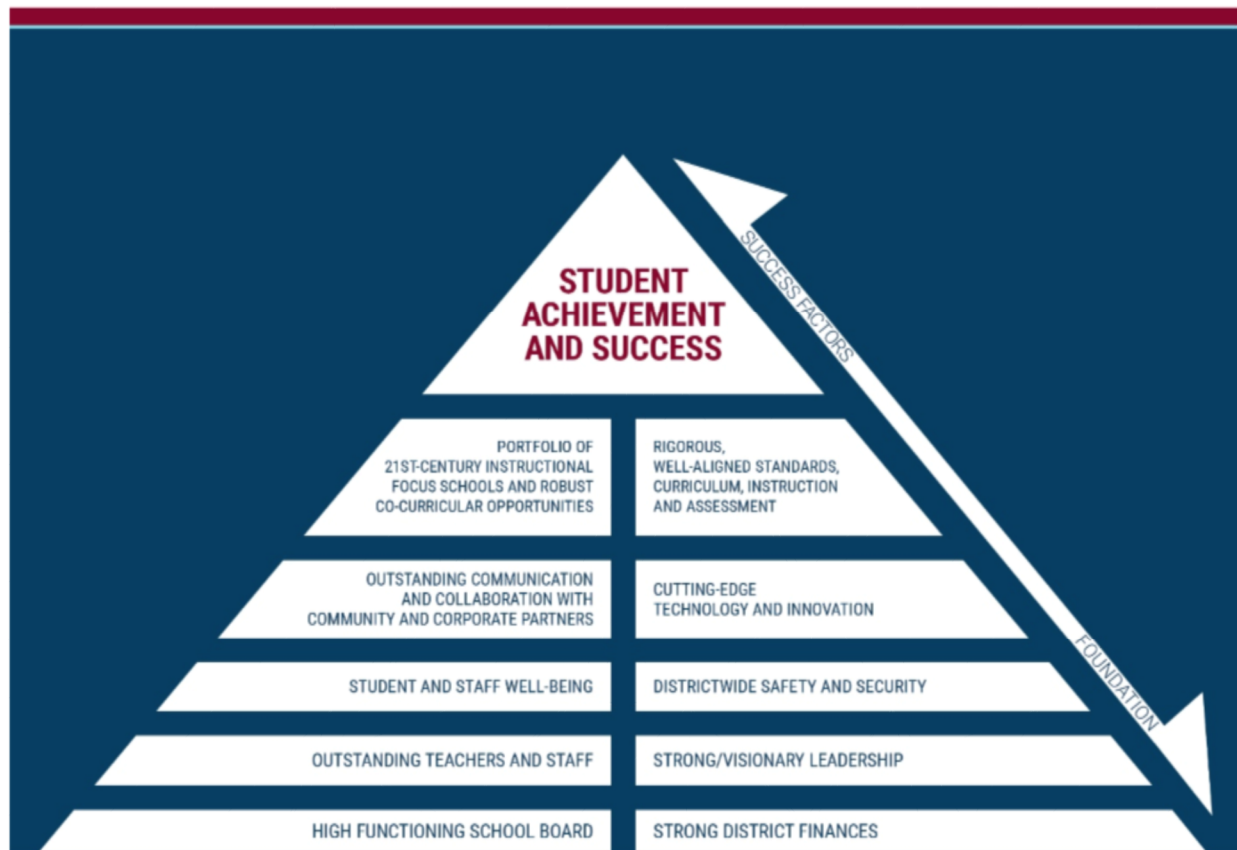 STUDENT
ACHIEVEMENT
AND SUCCESS
SUCCESS FACTORS
PORTFOLIO OF
21ST-CENTURY INSTRUCTIONAL
FOCUS SCHOOLS AND ROBUST
CO-CURRICULAR OPPORTUNITIES
RIGOROUS,
WELL-ALIGNED STANDARDS,
CURRICULUM, INSTRUCTION
AND ASSESSMENT
OUTSTANDING COMMUNICATION
AND COLLABORATION WITH
COMMUNITY AND CORPORATE PARTNERS
CUTTING-EDGE
TECHNOLOGY AND INNOVATION
FOUNDATION
STUDENT AND STAFF WELL-BEING
DISTRICTWIDE SAFETY AND SECURITY
OUTSTANDING TEACHERS AND STAFF
STRONG/VISIONARY LEADERSHIP
HIGH FUNCTIONING SCHOOL BOARD
STRONG DISTRICT FINANCES